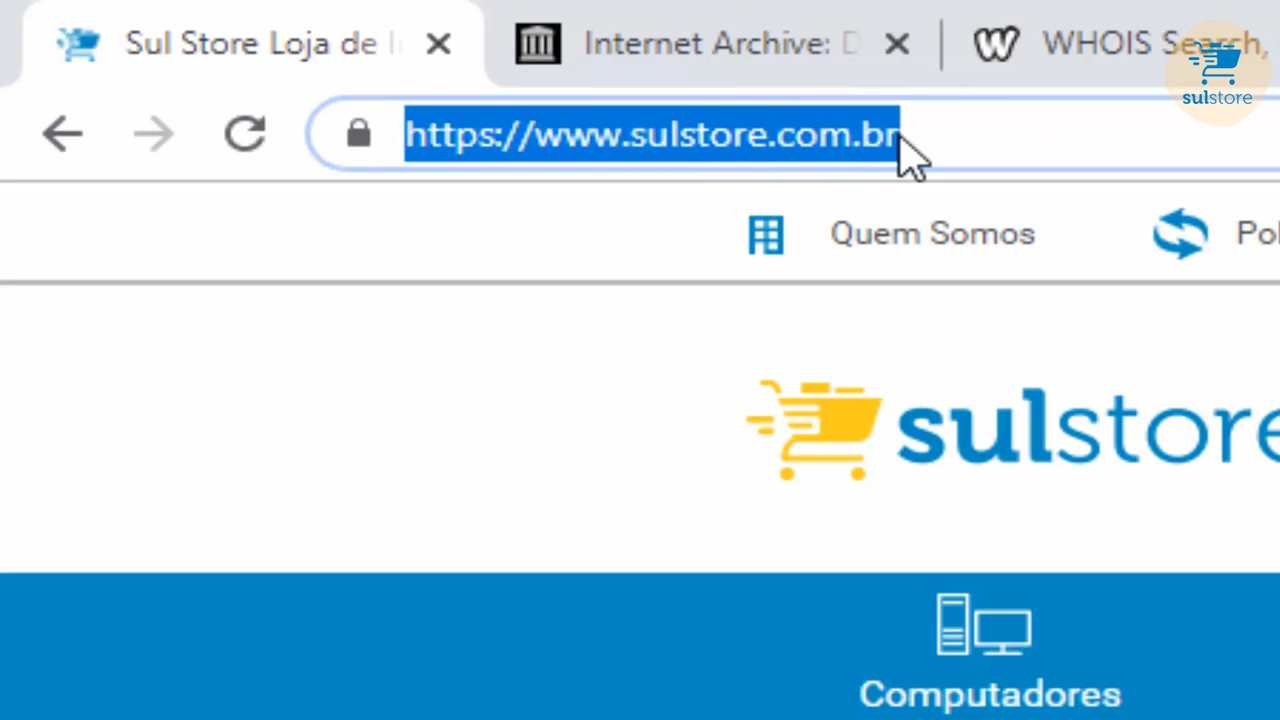 Sul Store Loja de
Internet Archive:
WHOIS Search,
sulstore
https://www.sulstore.com.br
Quem Somos
sulstore
Computadores